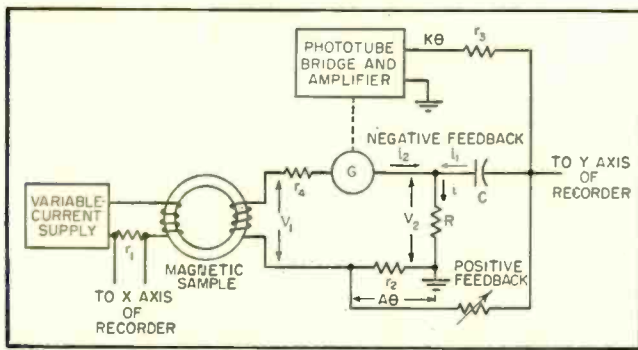 PHOTOTUBE
BRIDGE AND
AMPLIFIER
Kθ
r3
NEGATIVE FEEDBACK
i2
i1
G
r4
i
C
TO Y AXIS
OF
RECORDER
VARIABLE-
CURRENT SUPPLY
V1
V2
R
r1
MAGNETIC
SAMPLE
r2
POSITIVE
FEEDBACK
Aθ
TO X AXIS
OF
RECORDER